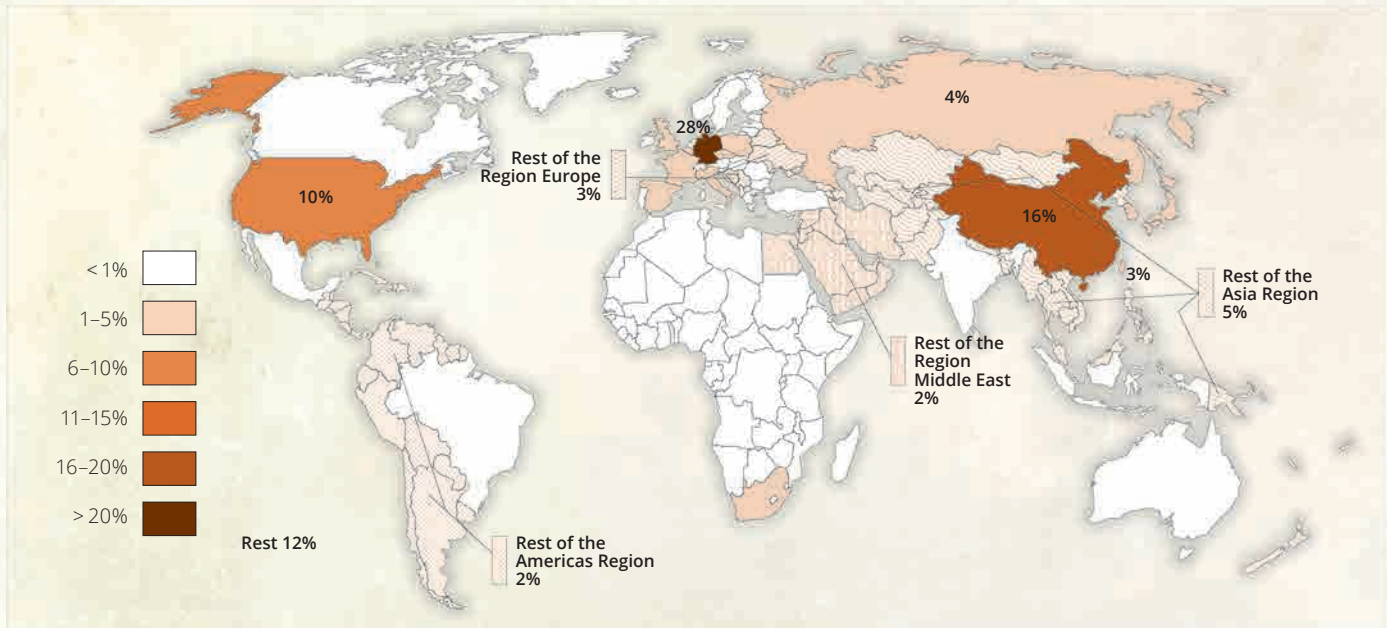 4%
28%
Rest of the
Region Europe
3%
10%
16%
3%
Rest of the
Asia Region
5%
< 1%
1–5%
6–10%
11–15%
16–20%
> 20%
Rest of the
Region
Middle East
2%
Rest 12%
Rest of the
Americas Region
2%